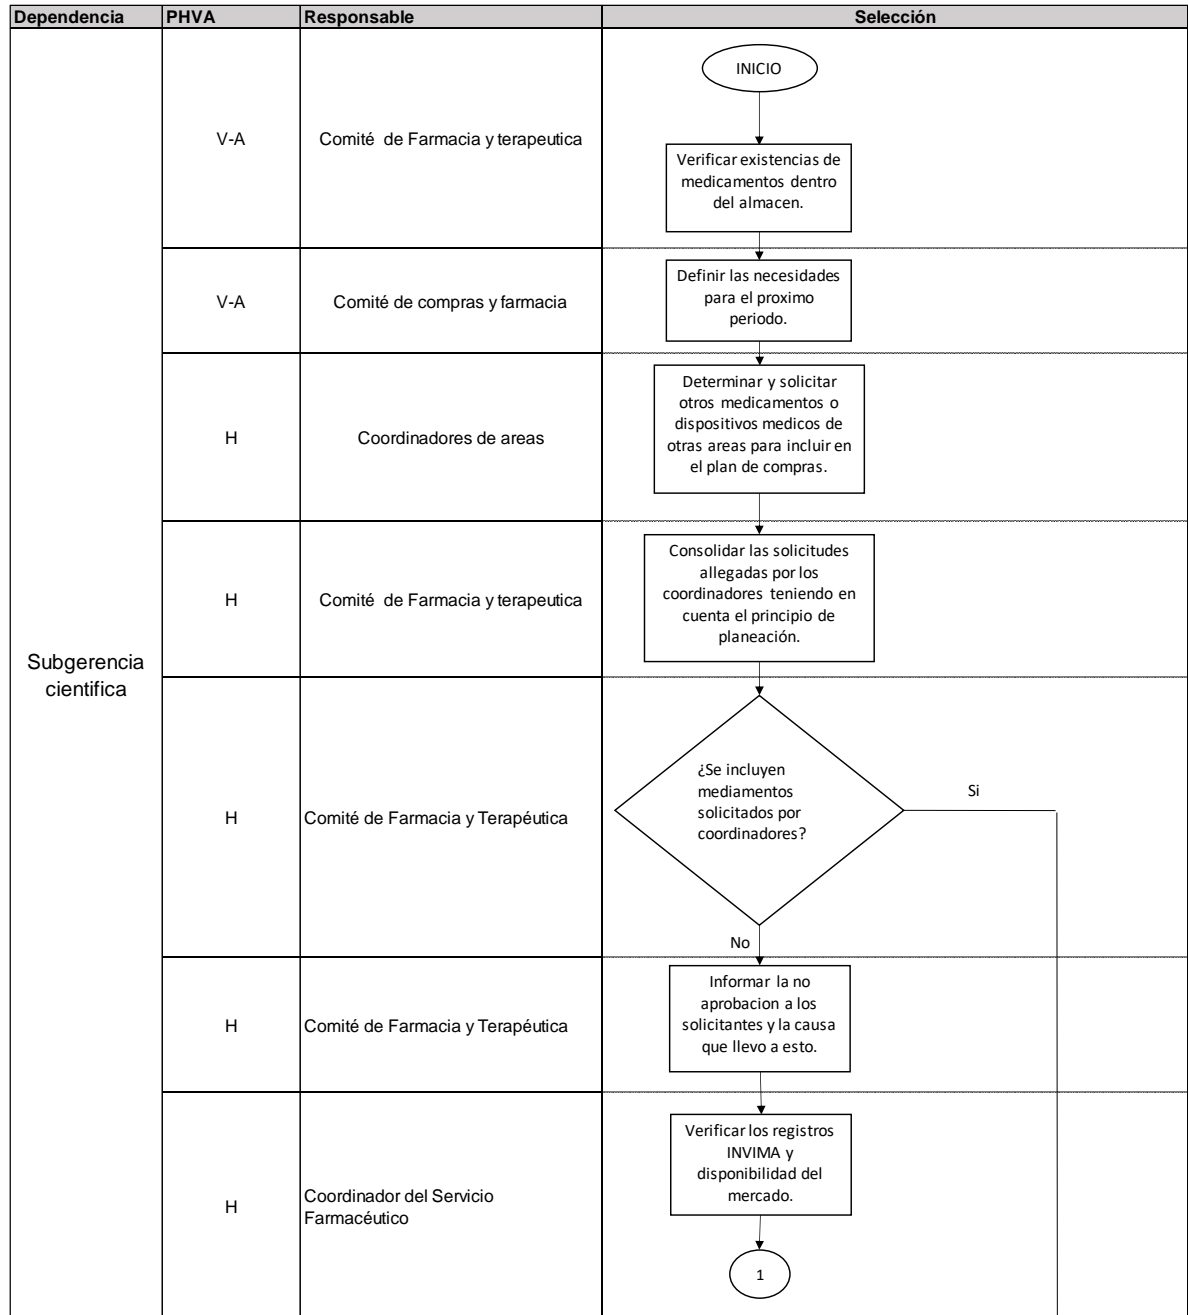 Dependencia PHVA Responsable Selección
INICIO
V-A Comité de Farmacia y terapeutica
Verificar existencias de
medicamentos dentro
del almacen.
V-A Comité de compras y farmacia
Definir las necesidades
para el proximo
periodo.
H Coordinadores de areas
Determinar y solicitar
otros medicamentos o
dispositivos medicos de
otras areas para incluir en
el plan de compras.
H Comité de Farmacia y terapeutica
Consolidar las solicitudes
allegadas por los
coordinadores teniendo en
cuenta el principio de
planeación.
Subgerencia
cientifica
H Comité de Farmacia y Terapéutica
¿Se incluyen
mediamentos
solicitados por
coordinadores?
Si
No
H Comité de Farmacia y Terapéutica
Informar la no
aprobacion a los
solicitantes y la causa
que llevo a esto.
H Coordinador del Servicio
Farmacéutico
Verificar los registros
INVIMA y
disponibilidad del
mercado.
1